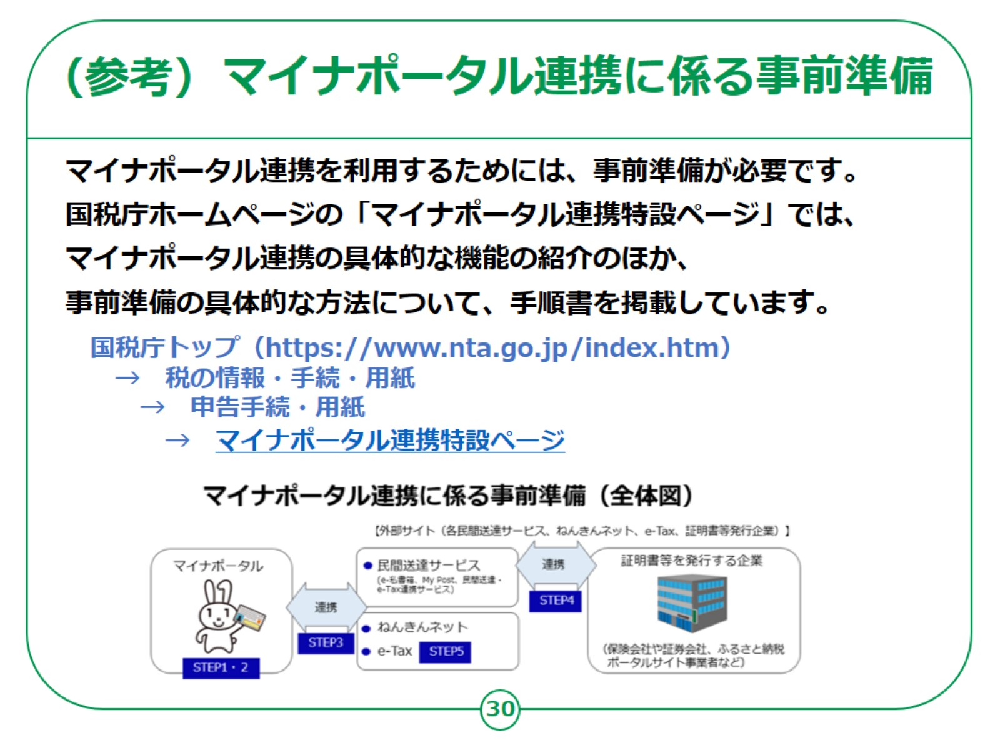 （参考）マイナポータル連携に係る事前準備
マイナポータル連携を利用するためには、事前準備が必要です。
国税庁ホームページの「マイナポータル連携特設ページ」では、
マイナポータル連携の具体的な機能の紹介のほか、
事前準備の具体的な方法について、手順書を掲載しています。
国税庁トップ（https://www.nta.go.jp/index.htm）
→　税の情報・手続・用紙
→　申告手続・用紙
→　マイナポータル連携特設ページ
マイナポータル連携に係る事前準備（全体図）
【外部サイト（各民間送達サービス、ねんきんネット、e-Tax、証明書等発行企業）】
マイナポータル
STEP1・2
連携
STEP3
● 民間送達サービス
（e-私書箱、My Post、民間送達・
e-Tax連携サービス）
● ねんきんネット
● e-Tax STEP5
連携
STEP4
証明書等を発行する企業
（保険会社や証券会社、ふるさと納税
ポータルサイト事業者など）
30